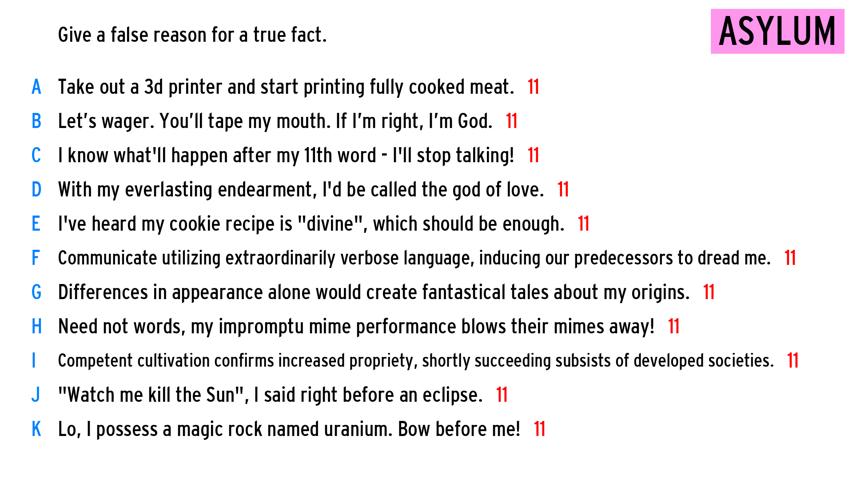 Give a false reason for a true fact.
ASYLUM
A Take out a 3d printer and start printing fully cooked meat. 11
B Let's wager. You'll tape my mouth. If I'm right, I'm God. 11
C I know what'll happen after my 11th word - I'll stop talking! 11
D With my everlasting endearment, I'd be called the god of love. 11
E I've heard my cookie recipe is "divine", which should be enough. 11
F Communicate utilizing extraordinarily verbose language, inducing our predecessors to dread me. 11
G Differences in appearance alone would create fantastical tales about my origins. 11
H Need not words, my impromptu mime performance blows their mimes away! 11
I Competent cultivation confirms increased propriety, shortly succeeding subsists of developed societies. 11
J "Watch me kill the Sun", I said right before an eclipse. 11
K Lo, I possess a magic rock named uranium. Bow before me! 11